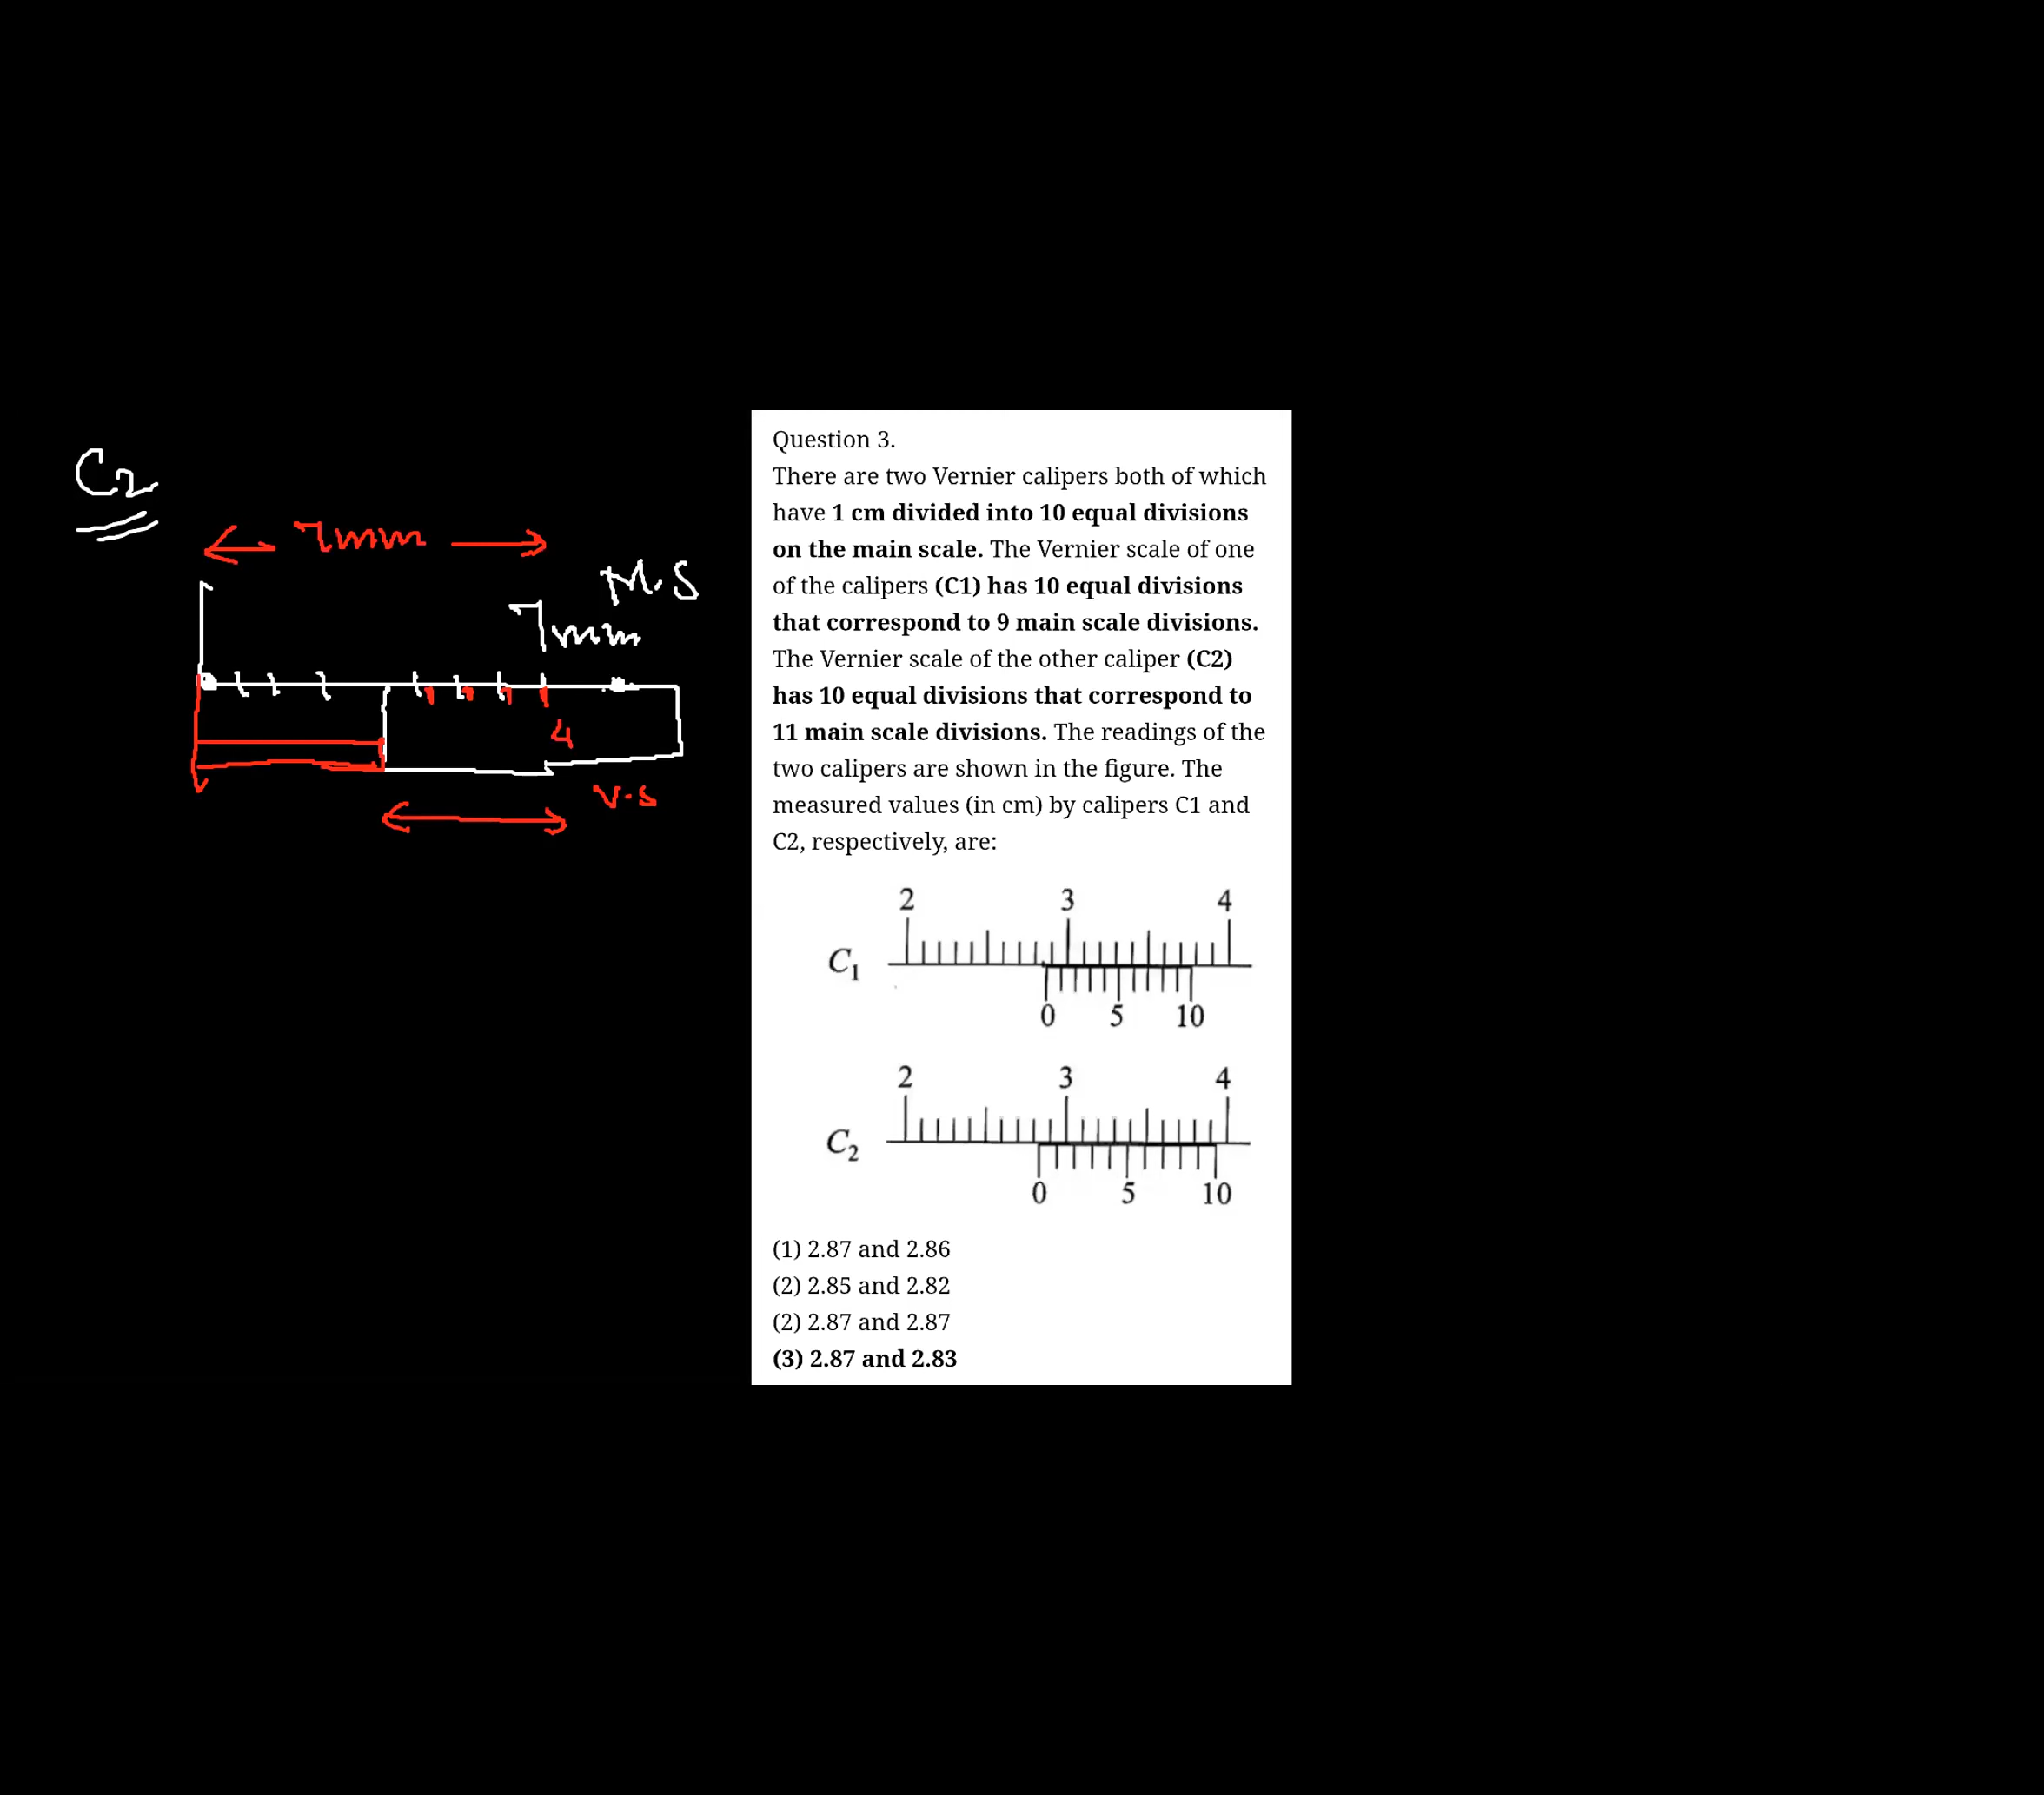 C2
7mm
M.S
7mm
4
V.S
Question 3.
There are two Vernier calipers both of which
have 1 cm divided into 10 equal divisions
on the main scale. The Vernier scale of one
of the calipers (C1) has 10 equal divisions
that correspond to 9 main scale divisions.
The Vernier scale of the other caliper (C2)
has 10 equal divisions that correspond to
11 main scale divisions. The readings of the
two calipers are shown in the figure. The
measured values (in cm) by calipers C1 and
C2, respectively, are:
2 3 4
C1
0 5 10
2 3 4
C2
0 5 10
(1) 2.87 and 2.86
(2) 2.85 and 2.82
(2) 2.87 and 2.87
(3) 2.87 and 2.83